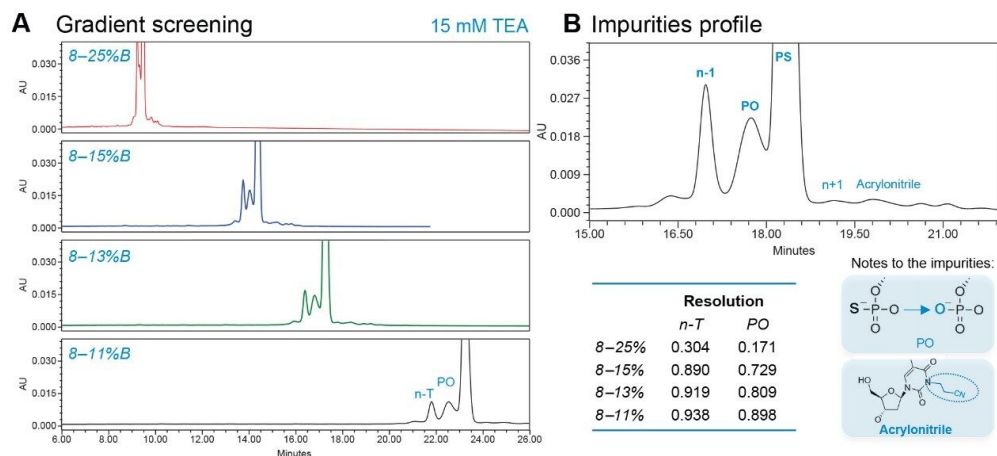 A Gradient screening 15 mM TEA
8–25%B
0.030
0.015
0.000
AU
8–15%B
0.030
0.015
0.000
AU
8–13%B
0.030
0.015
0.000
AU
8–11%B
n-T PO
0.030
0.015
0.000
AU
6.00 8.00 10.00 12.00 14.00 16.00 18.00 20.00 22.00 24.00 26.00
Minutes
B Impurities profile
0.036
0.027
0.018
0.009
0.000
AU
n-1
PO
PS
n+1 Acrylonitrile
15.00 16.50 18.00 19.50 21.00
Minutes
Resolution
n-T PO
8–25% 0.304 0.171
8–15% 0.890 0.729
8–13% 0.919 0.809
8–11% 0.938 0.898
Notes to the impurities:
O O
S–P–O O–P–O
O O
PO
O
HO N N CN
O O
O
Acrylonitrile